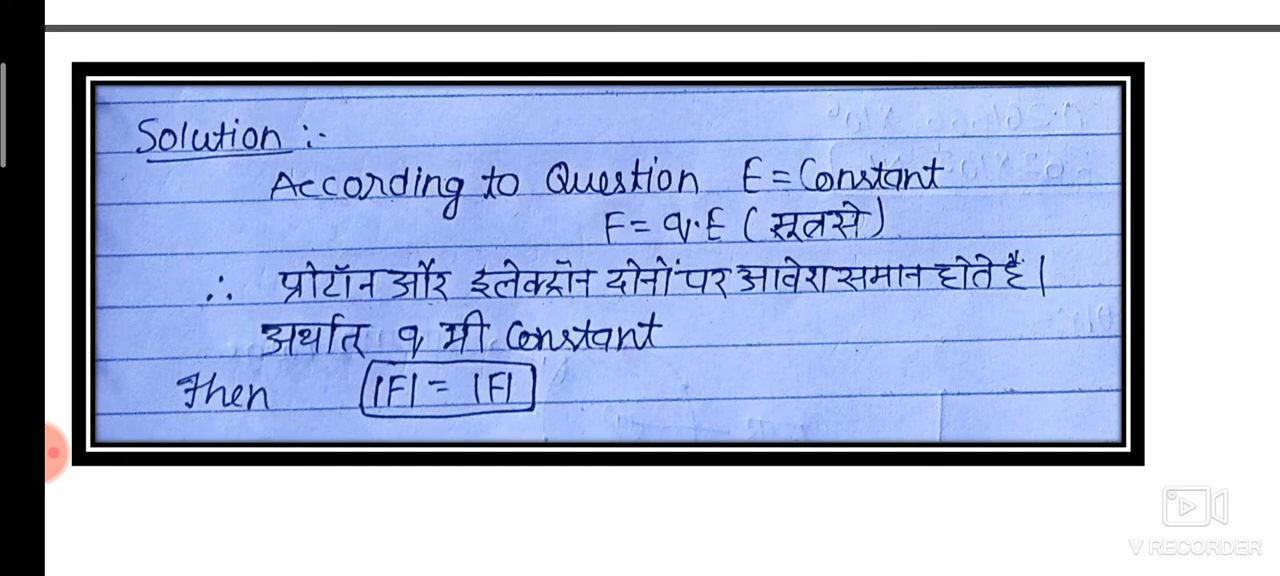 Solution :-
According to Question E = Constant
F = q.E ( सूत्र से )
∴ प्रोटॉन और इलेक्ट्रॉन दोनों पर आवेश समान होते है।
अर्थात् q भी Constant
Then |F| = |F|
V RECORDER